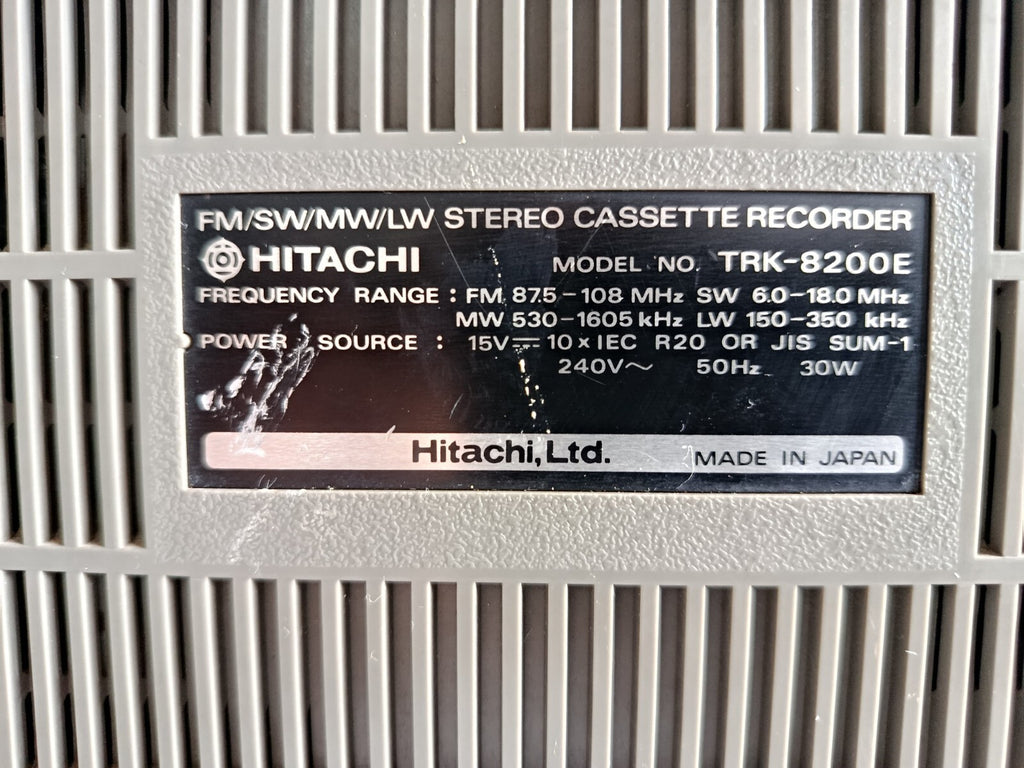 FM/SW/MW/LW STEREO CASSETTE RECORDER
HITACHI MODEL NO. TRK-8200E
FREQUENCY RANGE : FM 87.5-108 MHz SW 6.0-18.0 MHz
MW 530-1605 kHz LW 150-350 kHz
POWER SOURCE : 15V⎓ 10 x IEC R20 OR JIS SUM-1
240V~ 50Hz 30W
Hitachi, Ltd. MADE IN JAPAN